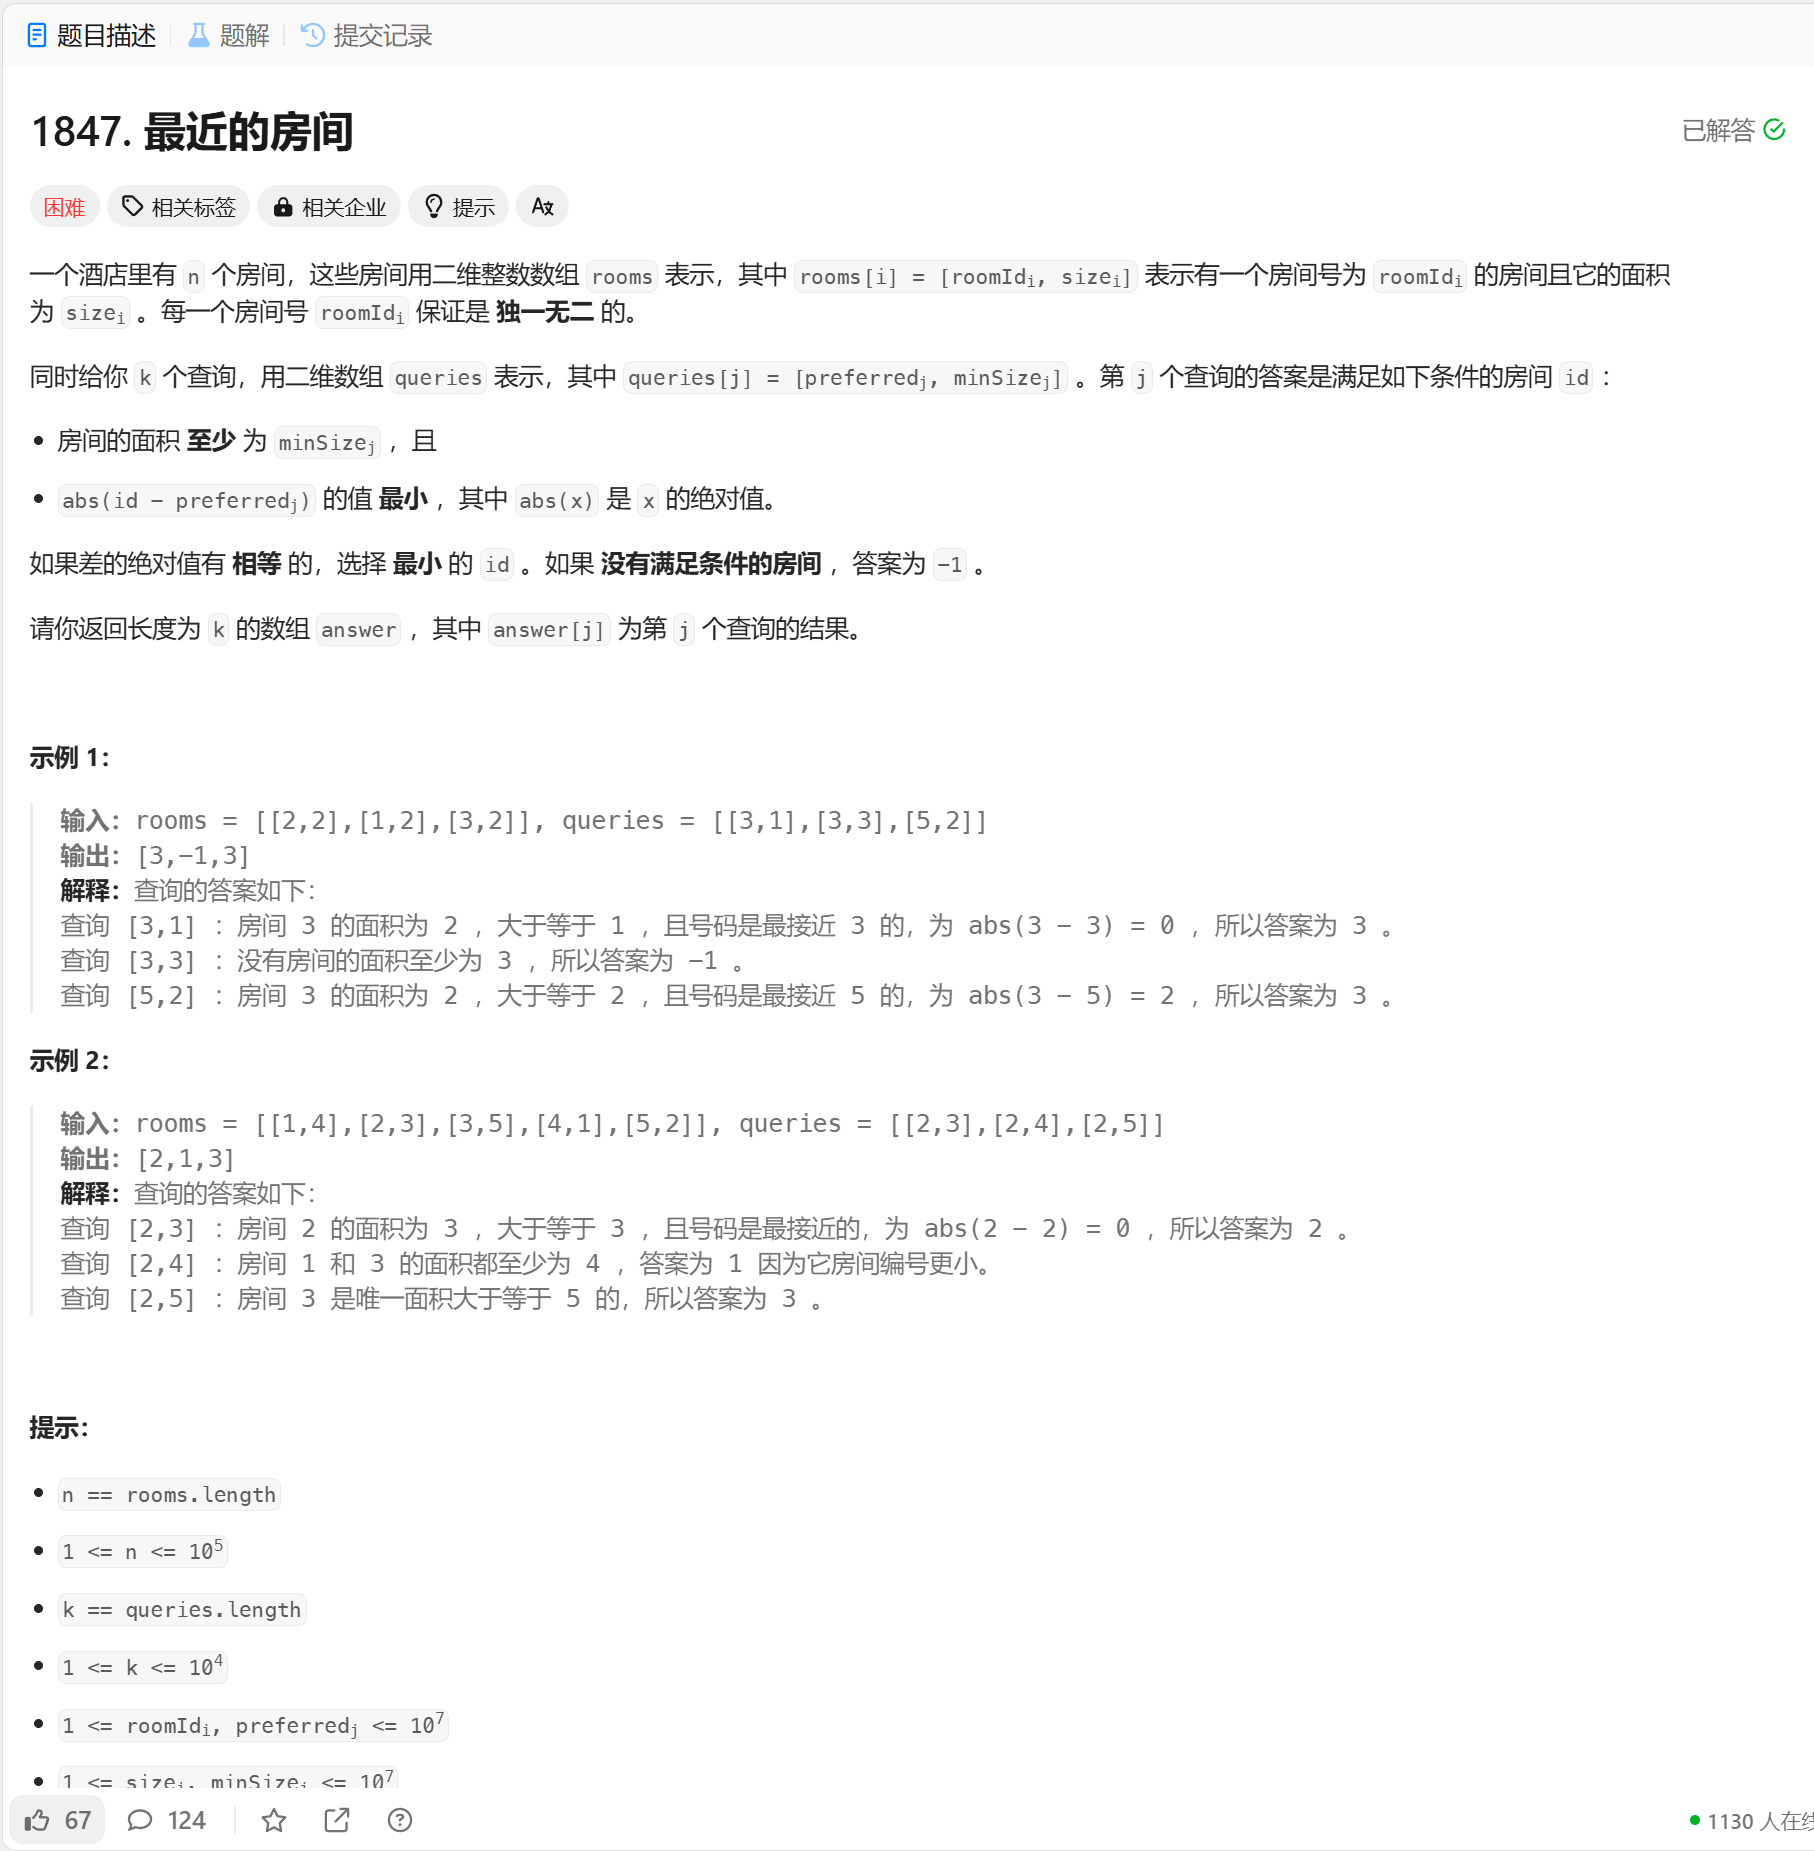 题目描述 题解 提交记录
1847. 最近的房间
已解答
困难 相关标签 相关企业 提示
一个酒店里有 n 个房间，这些房间用二维整数数组 rooms 表示，其中 rooms[i] = [roomIdᵢ, sizeᵢ] 表示有一个房间号为 roomIdᵢ 的房间且它的面积
为 sizeᵢ 。每一个房间号 roomIdᵢ 保证是 独一无二 的。
同时给你 k 个查询，用二维数组 queries 表示，其中 queries[j] = [preferredⱼ, minSizeⱼ] 。第 j 个查询的答案是满足如下条件的房间 id ：
• 房间的面积 至少 为 minSizeⱼ ，且
• abs(id - preferredⱼ) 的值 最小 ，其中 abs(x) 是 x 的绝对值。
如果差的绝对值有 相等 的，选择 最小 的 id 。如果 没有满足条件的房间 ，答案为 -1 。
请你返回长度为 k 的数组 answer ，其中 answer[j] 为第 j 个查询的结果。
示例 1：
输入：rooms = [[2,2],[1,2],[3,2]], queries = [[3,1],[3,3],[5,2]]
输出：[3,-1,3]
解释：查询的答案如下：
查询 [3,1] ：房间 3 的面积为 2 ，大于等于 1 ，且号码是最接近 3 的，为 abs(3 - 3) = 0 ，所以答案为 3 。
查询 [3,3] ：没有房间的面积至少为 3 ，所以答案为 -1 。
查询 [5,2] ：房间 3 的面积为 2 ，大于等于 2 ，且号码是最接近 5 的，为 abs(3 - 5) = 2 ，所以答案为 3 。
示例 2：
输入：rooms = [[1,4],[2,3],[3,5],[4,1],[5,2]], queries = [[2,3],[2,4],[2,5]]
输出：[2,1,3]
解释：查询的答案如下：
查询 [2,3] ：房间 2 的面积为 3 ，大于等于 3 ，且号码是最接近的，为 abs(2 - 2) = 0 ，所以答案为 2 。
查询 [2,4] ：房间 1 和 3 的面积都至少为 4 ，答案为 1 因为它房间编号更小。
查询 [2,5] ：房间 3 是唯一面积大于等于 5 的，所以答案为 3 。
提示：
• n == rooms.length
• 1 <= n <= 10⁵
• k == queries.length
• 1 <= k <= 10⁴
• 1 <= roomIdᵢ, preferredⱼ <= 10⁷
• 1 <= sizeᵢ, minSizeⱼ <= 10⁷
67 124
1130 人在线